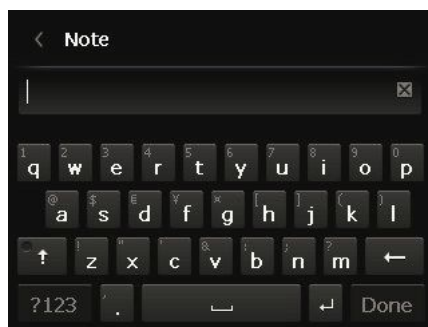 Note
1 2 3 4 5 6 7 8 9 0
q w e r t y u i o p
@ $ € ¥ [ ] ( )
a s d f g h j k l
! " ' & : ; ?
z x c v b n m
?123 . Done